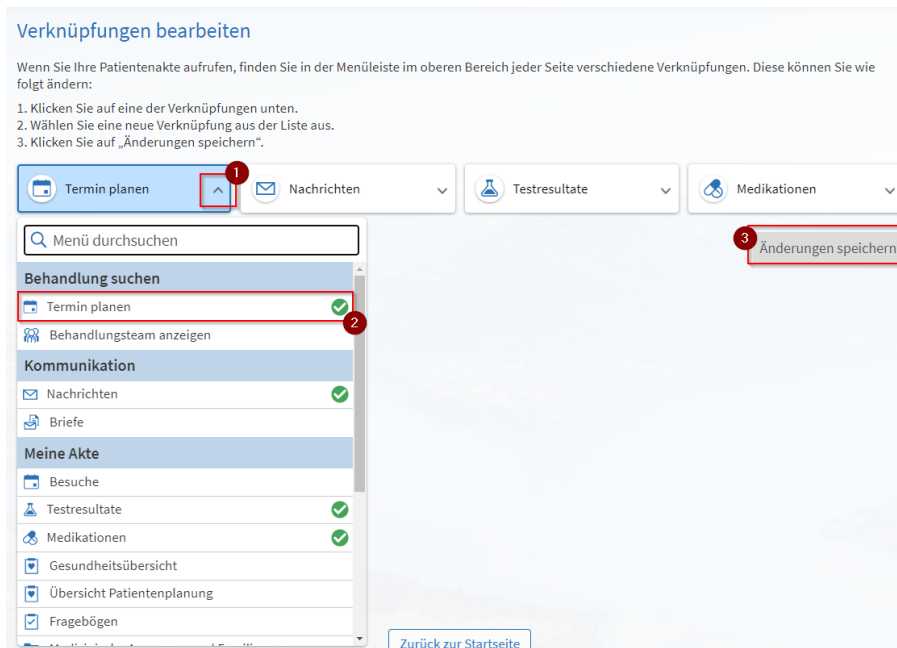 Verknüpfungen bearbeiten
Wenn Sie Ihre Patientenakte aufrufen, finden Sie in der Menüleiste im oberen Bereich jeder Seite verschiedene Verknüpfungen. Diese können Sie wie
folgt ändern:
1. Klicken Sie auf eine der Verknüpfungen unten.
2. Wählen Sie eine neue Verknüpfung aus der Liste aus.
3. Klicken Sie auf „Änderungen speichern“.
1
Termin planen
Nachrichten
Testresultate
Medikationen
Menü durchsuchen
3
Änderungen speichern
Behandlung suchen
Termin planen
2
Behandlungsteam anzeigen
Kommunikation
Nachrichten
Briefe
Meine Akte
Besuche
Testresultate
Medikationen
Gesundheitsübersicht
Übersicht Patientenplanung
Fragebögen
Zurück zur Startseite